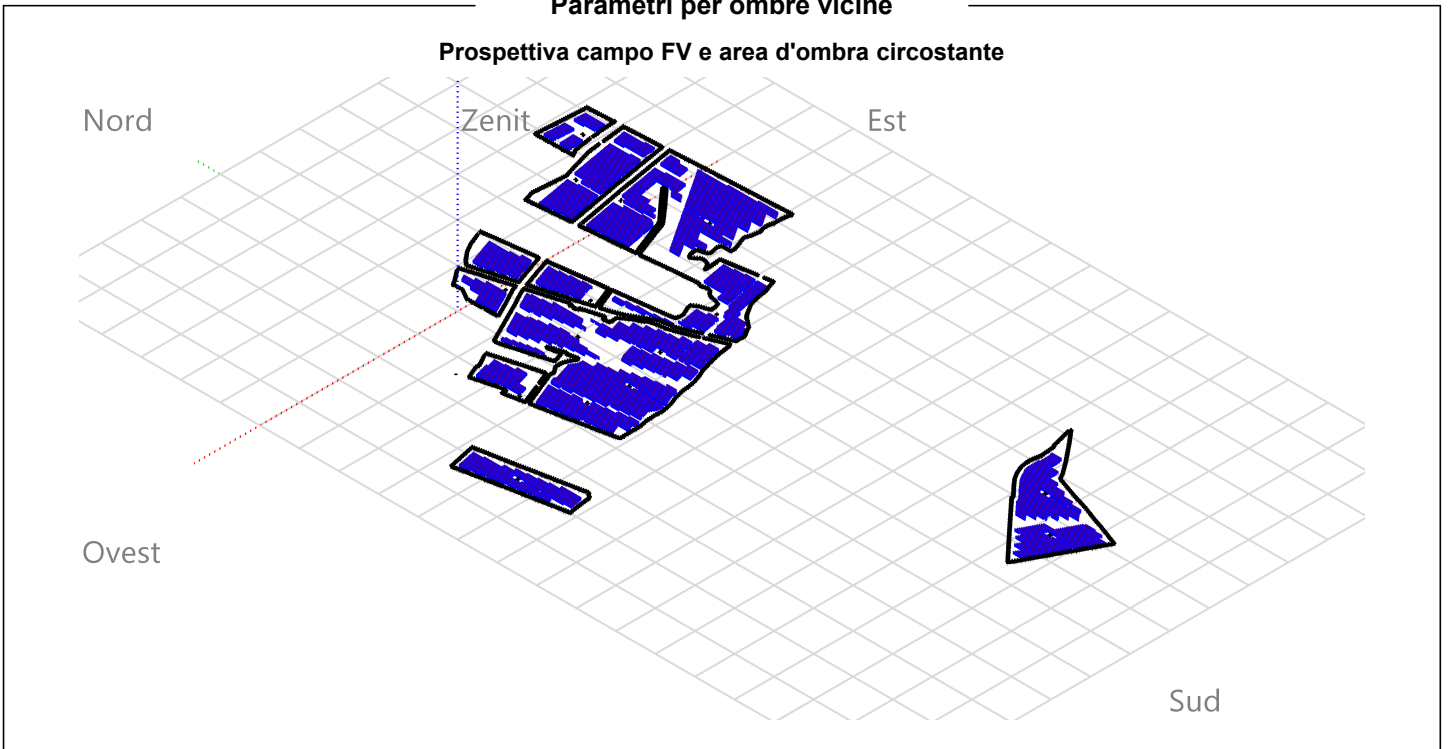 Parametri per ombre vicine
Prospettiva campo FV e area d'ombra circostante
Nord
Zenit
Est
Ovest
Sud